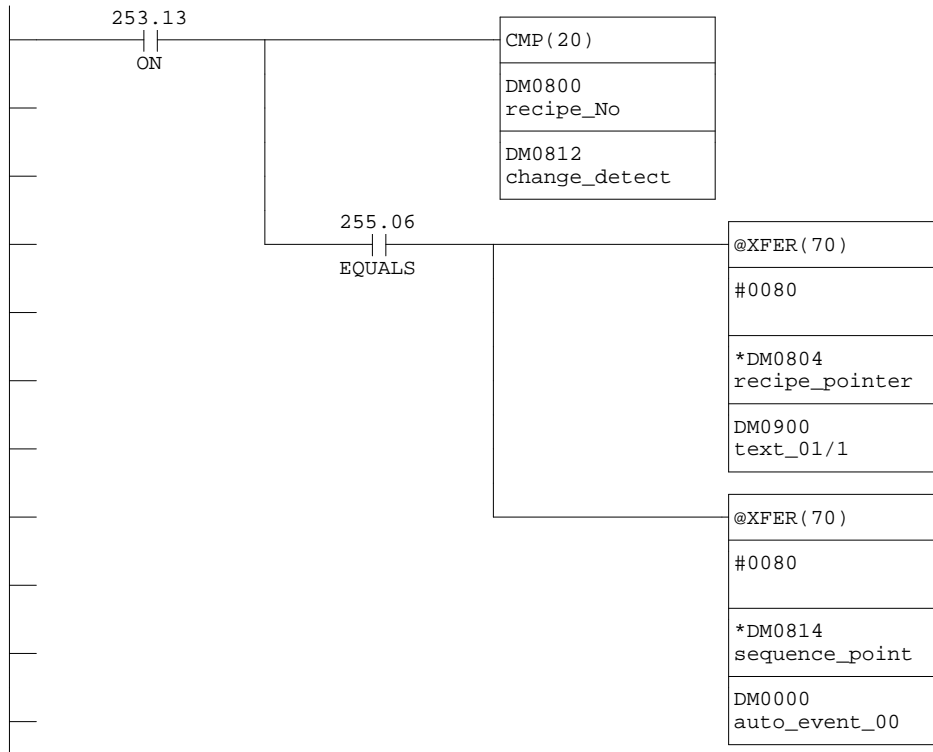 253.13
ON
CMP(20)
DM0800
recipe_No
DM0812
change_detect
255.06
EQUALS
@XFER(70)
#0080
*DM0804
recipe_pointer
DM0900
text_01/1
@XFER(70)
#0080
*DM0814
sequence_point
DM0000
auto_event_00